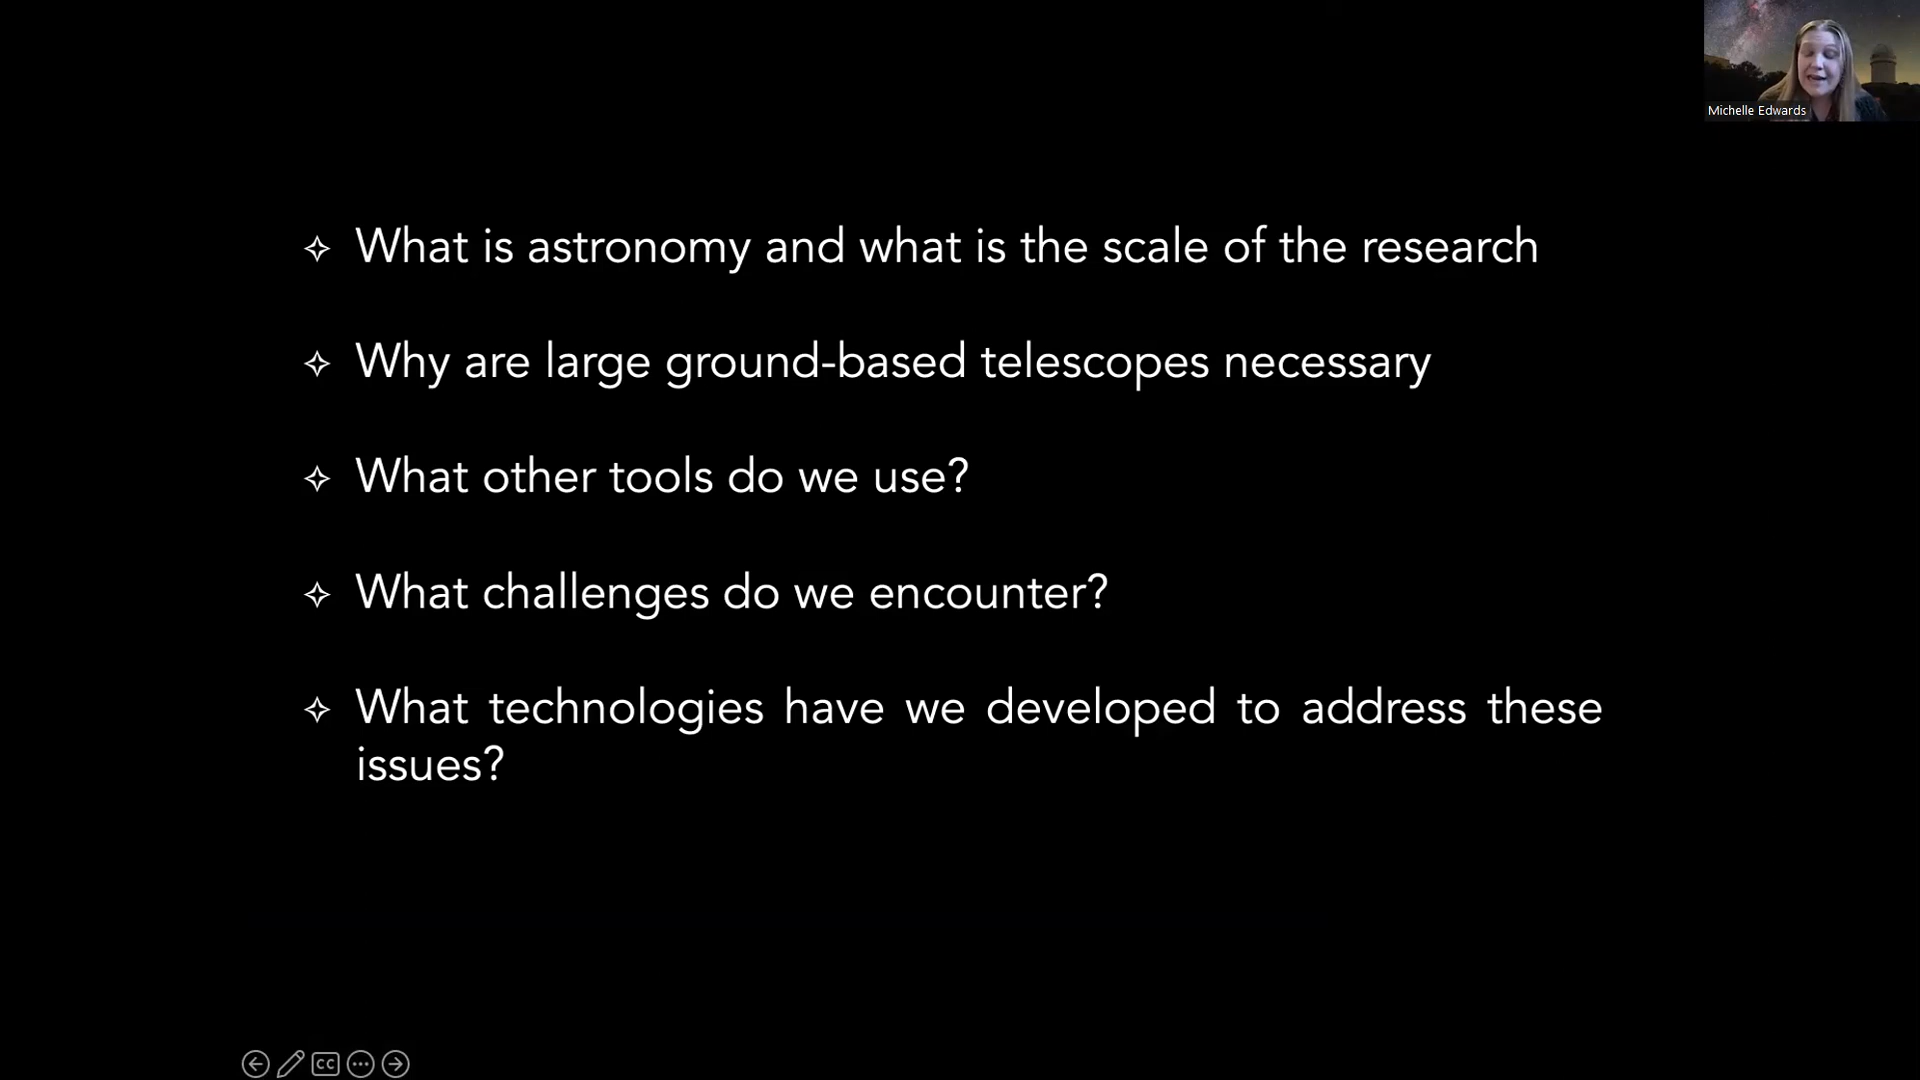 Michelle Edwards
✧ What is astronomy and what is the scale of the research
✧ Why are large ground-based telescopes necessary
✧ What other tools do we use?
✧ What challenges do we encounter?
✧ What technologies have we developed to address these
issues?
CC